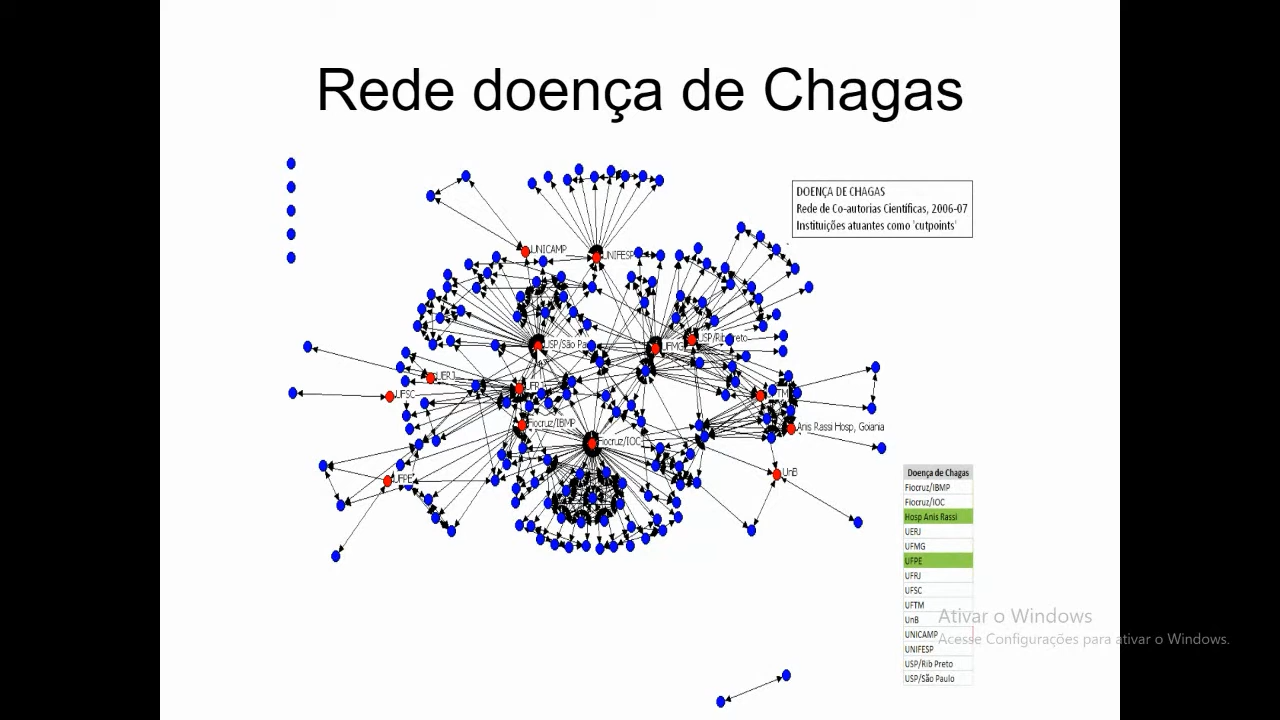 Rede doença de Chagas
DOENÇA DE CHAGAS
Rede de Co-autorias Científicas, 2006-07
Instituições atuantes como 'cutpoints'
UNICAMP
UNIFESP
USP/São Pa
UFMG
USP/Rib Preto
UERJ
UFSC
UFRJ
TM
Fiocruz/IBMP
Anis Rassi Hosp, Goiania
Fiocruz/IOC
UnB
UFPE
Doença de Chagas
Fiocruz/IBMP
Fiocruz/IOC
Hosp Anis Rassi
UERJ
UFMG
UFPE
UFRJ
UFSC
UFTM
UnB
UNICAMP
UNIFESP
USP/Rib Preto
USP/São Paulo
Ativar o Windows
Acesse Configurações para ativar o Windows.